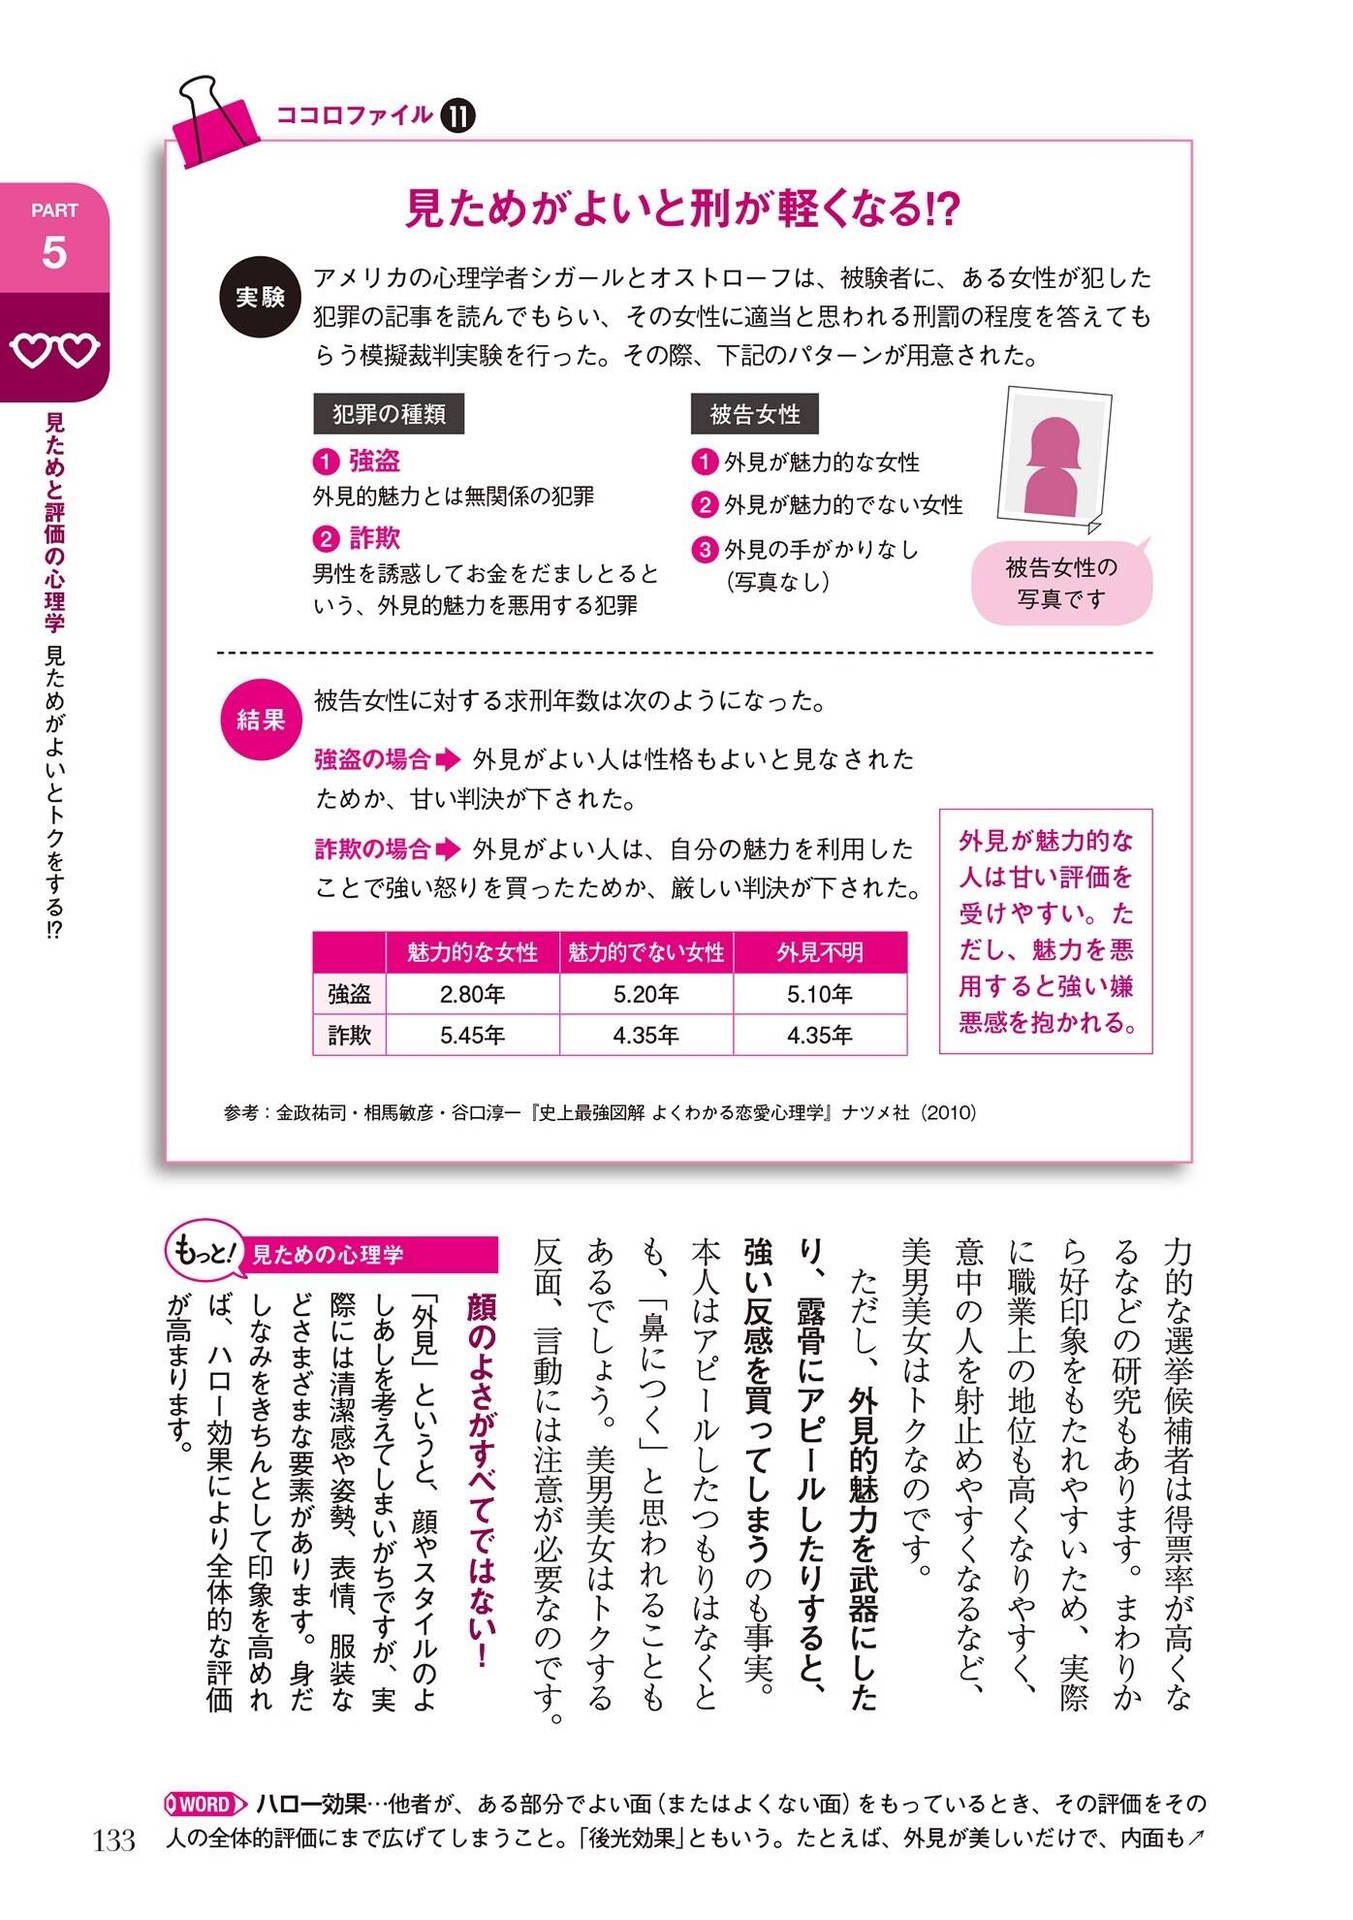 ココロファイル 11
見ためがよいと刑が軽くなる!?
実験
アメリカの心理学者シガールとオストローフは、被験者に、ある女性が犯した
犯罪の記事を読んでもらい、その女性に適当と思われる刑罰の程度を答えても
らう模擬裁判実験を行った。その際、下記のパターンが用意された。
犯罪の種類
1 強盗
外見的魅力とは無関係の犯罪
2 詐欺
男性を誘惑してお金をだましとると
いう、外見的魅力を悪用する犯罪
被告女性
1 外見が魅力的な女性
2 外見が魅力的でない女性
3 外見の手がかりなし
（写真なし）
被告女性の
写真です
結果
被告女性に対する求刑年数は次のようになった。
強盗の場合➡ 外見がよい人は性格もよいと見なされた
ためか、甘い判決が下された。
詐欺の場合➡ 外見がよい人は、自分の魅力を利用した
ことで強い怒りを買ったためか、厳しい判決が下された。
魅力的な女性 魅力的でない女性 外見不明
強盗 2.80年 5.20年 5.10年
詐欺 5.45年 4.35年 4.35年
外見が魅力的な
人は甘い評価を
受けやすい。た
だし、魅力を悪
用すると強い嫌
悪感を抱かれる。
参考：金政祐司・相馬敏彦・谷口淳一『史上最強図解 よくわかる恋愛心理学』ナツメ社（2010）
PART
5
見ためと評価の心理学 見ためがよいとトクをする!?
力的な選挙候補者は得票率が高くな
るなどの研究もあります。まわりか
ら好印象をもたれやすいため、実際
に職業上の地位も高くなりやすく、
意中の人を射止めやすくなるなど、
美男美女はトクなのです。
ただし、外見的魅力を武器にした
り、露骨にアピールしたりすると、
強い反感を買ってしまうのも事実。
本人はアピールしたつもりはなくと
も、「鼻につく」と思われることも
あるでしょう。美男美女はトクする
反面、言動には注意が必要なのです。
もっと！ 見ための心理学
顔のよさがすべてではない！
「外見」というと、顔やスタイルのよ
しあしを考えてしまいがちですが、実
際には清潔感や姿勢、表情、服装な
どさまざまな要素があります。身だ
しなみをきちんとして印象を高めれ
ば、ハロー効果により全体的な評価
が高まります。
WORD ハロー効果…他者が、ある部分でよい面（またはよくない面）をもっているとき、その評価をその
人の全体的評価にまで広げてしまうこと。「後光効果」ともいう。たとえば、外見が美しいだけで、内面も↗
133